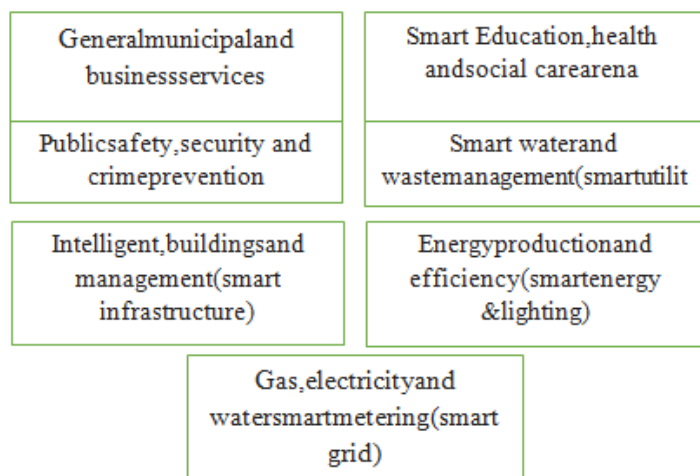 Generalmunicipaland
businessservices
Smart Education,health
andsocial carearena
Publicsafety,security and
crimeprevention
Smart waterand
wastemanagement(smartutilit
Intelligent,buildingsand
management(smart
infrastructure)
Energyproductionand
efficiency(smartenergy
&lighting)
Gas,electricityand
watersmartmetering(smart
grid)